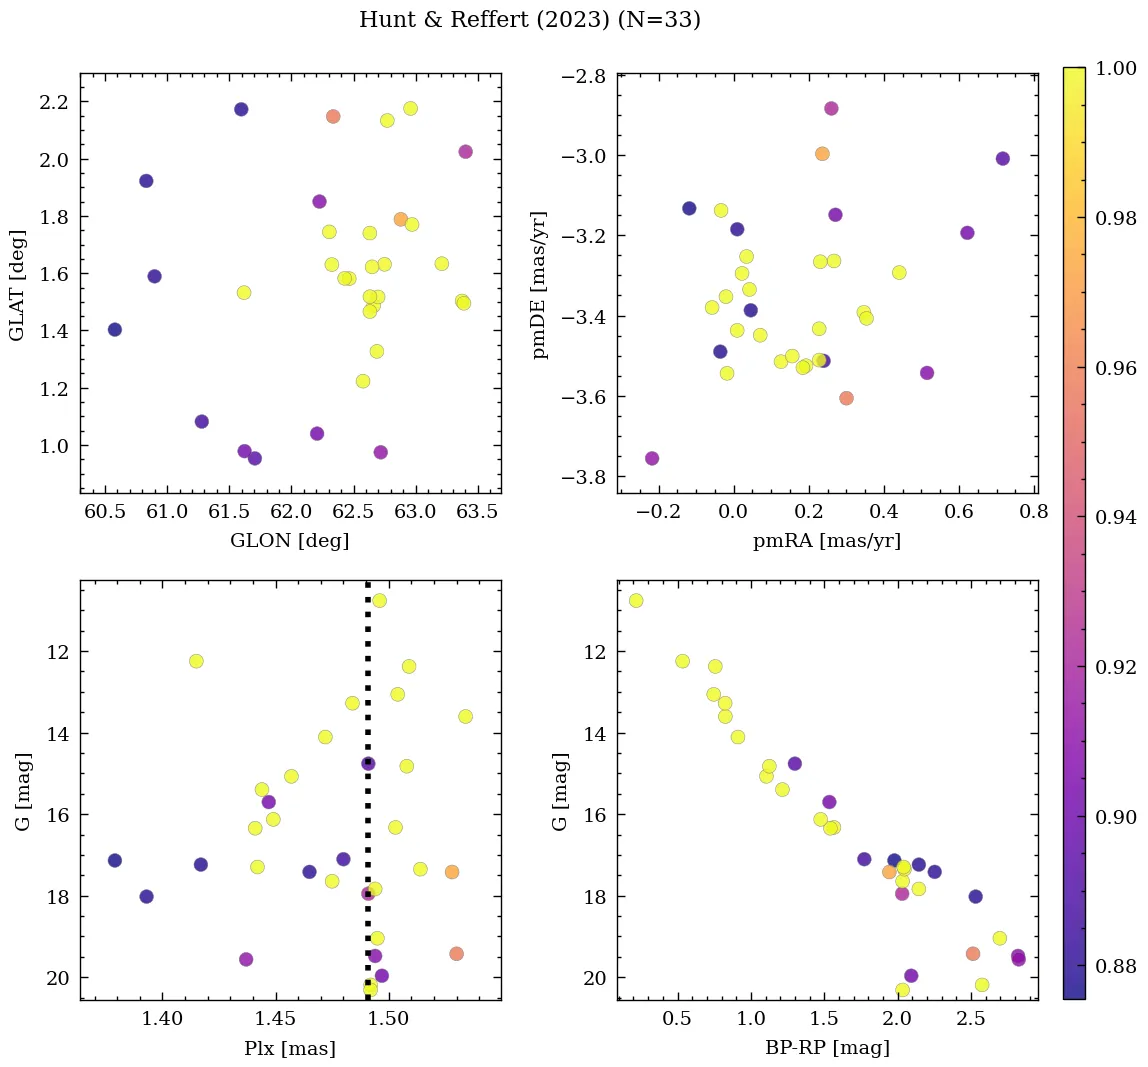 Hunt & Reffert (2023) (N=33)
2.2
2.0
1.8
1.6
1.4
1.2
1.0
GLAT [deg]
60.5 61.0 61.5 62.0 62.5 63.0 63.5
GLON [deg]
−2.8
−3.0
−3.2
−3.4
−3.6
−3.8
pmDE [mas/yr]
−0.2 0.0 0.2 0.4 0.6 0.8
pmRA [mas/yr]
12
14
16
18
20
G [mag]
1.40 1.45 1.50
Plx [mas]
12
14
16
18
20
G [mag]
0.5 1.0 1.5 2.0 2.5
BP-RP [mag]
1.00
0.98
0.96
0.94
0.92
0.90
0.88